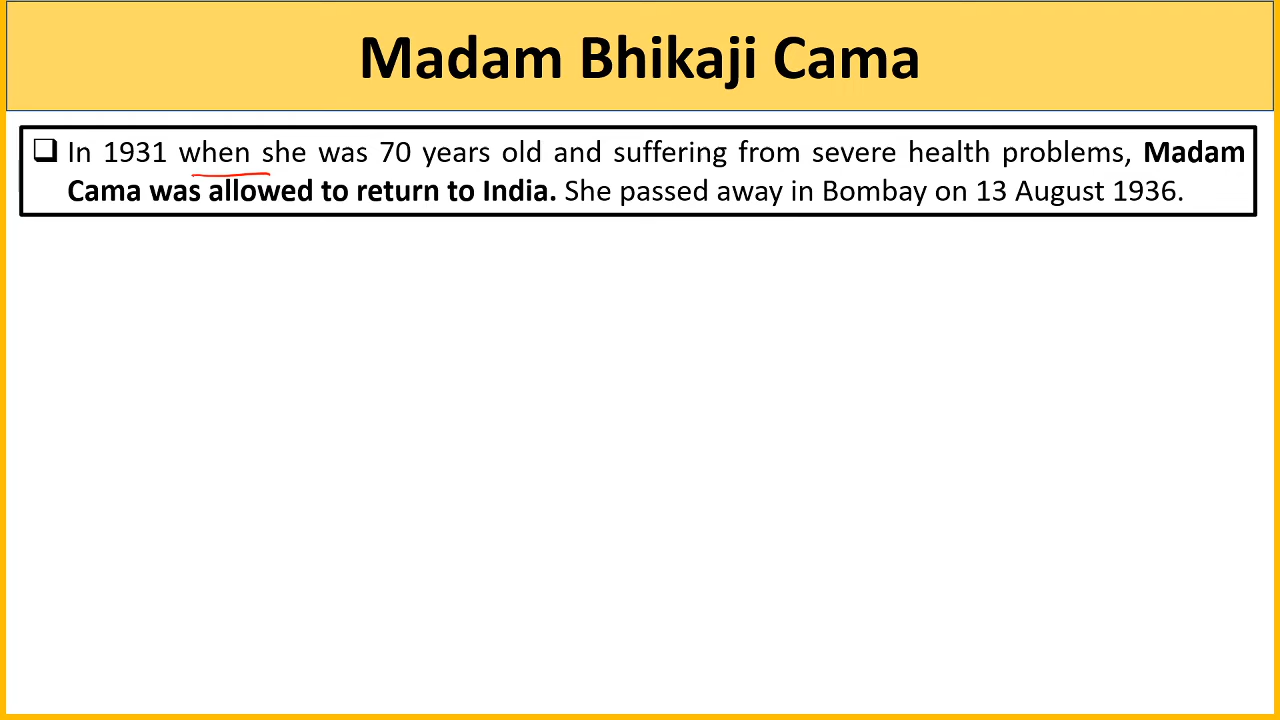 Madam Bhikaji Cama
In 1931 when she was 70 years old and suffering from severe health problems, Madam
Cama was allowed to return to India. She passed away in Bombay on 13 August 1936.